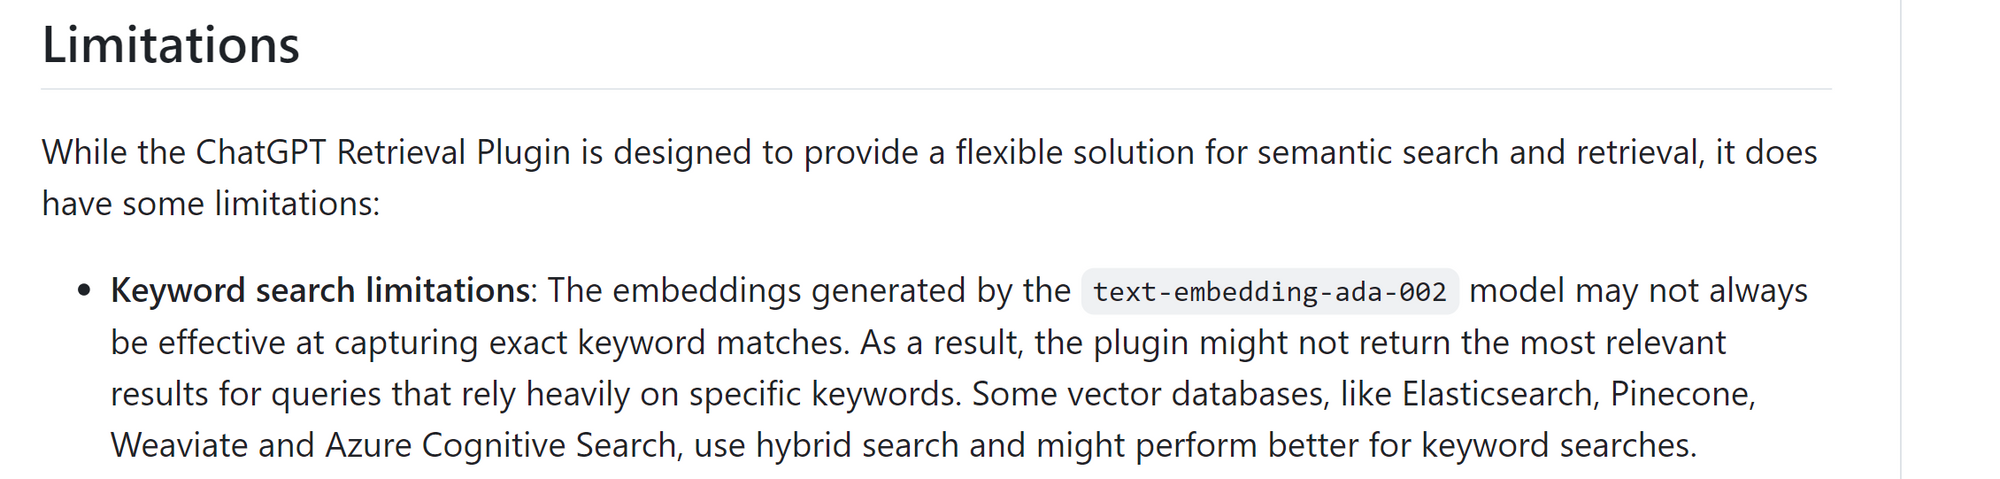 Limitations
While the ChatGPT Retrieval Plugin is designed to provide a flexible solution for semantic search and retrieval, it does
have some limitations:
• Keyword search limitations: The embeddings generated by the text-embedding-ada-002 model may not always
be effective at capturing exact keyword matches. As a result, the plugin might not return the most relevant
results for queries that rely heavily on specific keywords. Some vector databases, like Elasticsearch, Pinecone,
Weaviate and Azure Cognitive Search, use hybrid search and might perform better for keyword searches.